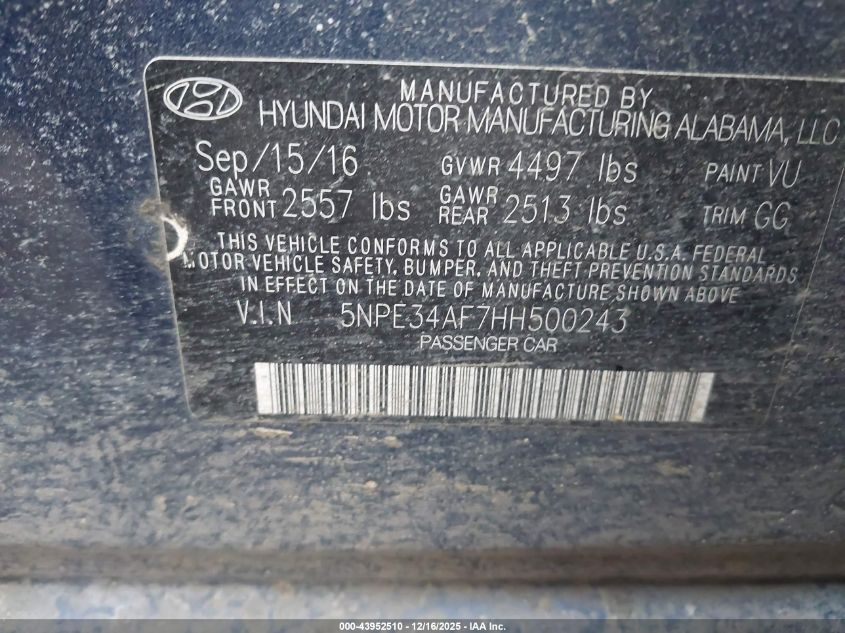 MANUFACTURED BY
HYUNDAI MOTOR MANUFACTURING ALABAMA, LLC
Sep/15/16 GVWR 4497 lbs PAINT VU
GAWR FRONT 2557 lbs GAWR REAR 2513 lbs TRIM GG
THIS VEHICLE CONFORMS TO ALL APPLICABLE U.S.A. FEDERAL
MOTOR VEHICLE SAFETY, BUMPER, AND THEFT PREVENTION STANDARDS
IN EFFECT ON THE DATE OF MANUFACTURE SHOWN ABOVE
V.I.N 5NPE34AF7HH500243
PASSENGER CAR
000-43952510 - 12/16/2025 - IAA Inc.